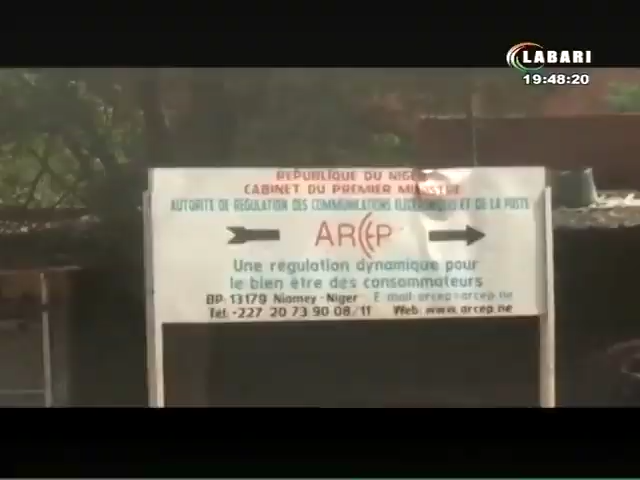 LABARI
19:48:20
REPUBLIQUE DU NIGER
CABINET DU PREMIER MINISTRE
AUTORITE DE REGULATION DES COMMUNICATIONS ELECTRONIQUES ET DE LA POSTE
ARCEP
Une regulation dynamique pour
le bien être des consommateurs
BP-13179 Niamey - Niger E mail arcep@arcep.ne
Tél.-227 20 73 90 08/11 Web: www.arcep.ne